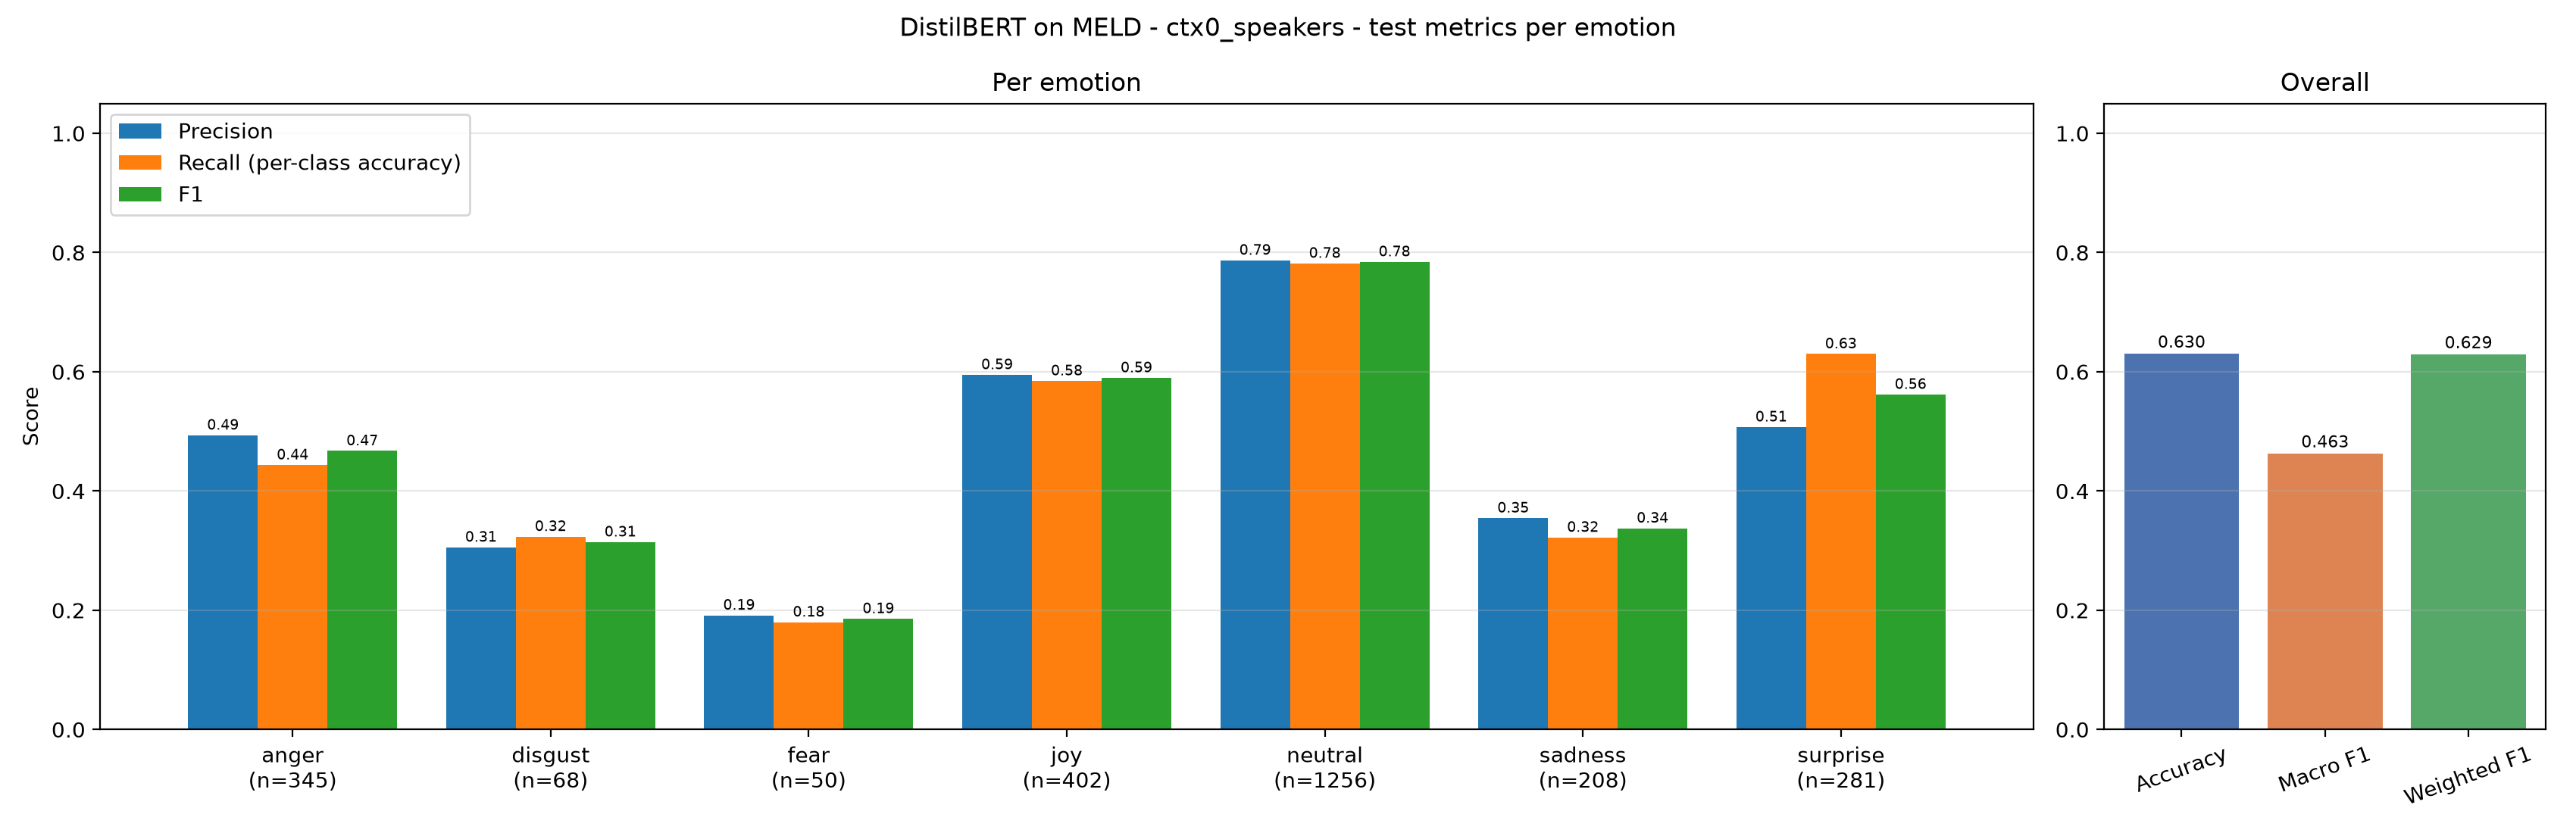 DistilBERT on MELD - ctx0_speakers - test metrics per emotion
Per emotion
Precision
Recall (per-class accuracy)
F1
Score
1.0
0.8
0.6
0.4
0.2
0.0
0.49
0.44
0.47
0.31
0.32
0.31
0.19
0.18
0.19
0.59
0.58
0.59
0.79
0.78
0.78
0.35
0.32
0.34
0.51
0.63
0.56
anger
(n=345)
disgust
(n=68)
fear
(n=50)
joy
(n=402)
neutral
(n=1256)
sadness
(n=208)
surprise
(n=281)
Overall
1.0
0.8
0.6
0.4
0.2
0.0
0.630
0.463
0.629
Accuracy
Macro F1
Weighted F1